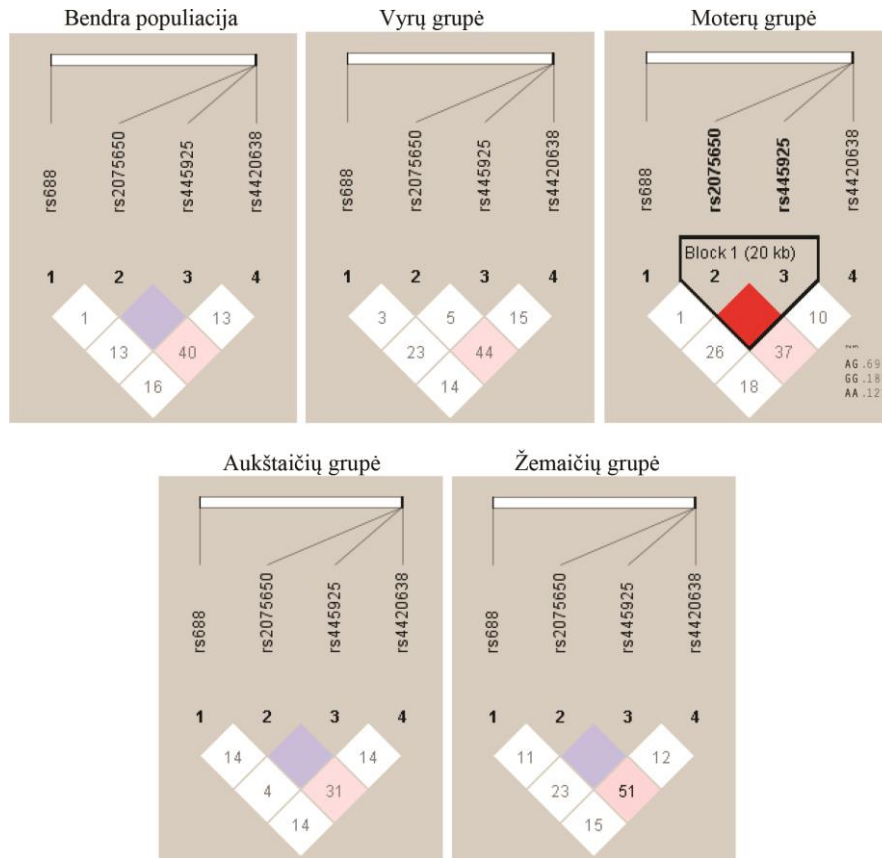 Bendra populiacija
rs688
rs2075650
rs445925
rs4420638
1 2 3 4
1 13
13 40
16
Vyrų grupė
rs688
rs2075650
rs445925
rs4420638
1 2 3 4
3 5 15
23 44
14
Moterų grupė
rs688
rs2075650
rs445925
rs4420638
Block 1 (20 kb)
1 2 3 4
1 10
26 37
18
AG .69
GG .18
AA .12
Aukštaičių grupė
rs688
rs2075650
rs445925
rs4420638
1 2 3 4
14 14
4 31
14
Žemaičių grupė
rs688
rs2075650
rs445925
rs4420638
1 2 3 4
11 12
23 51
15